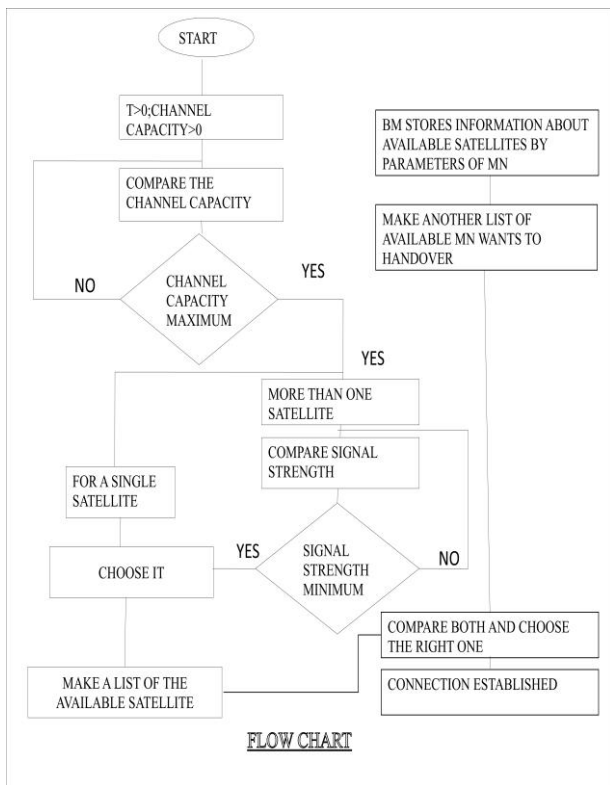 START
T>0;CHANNEL
CAPACITY>0
COMPARE THE
CHANNEL CAPACITY
CHANNEL
CAPACITY
MAXIMUM
NO
YES
YES
MORE THAN ONE
SATELLITE
COMPARE SIGNAL
STRENGTH
FOR A SINGLE
SATELLITE
SIGNAL
STRENGTH
MINIMUM
YES
NO
CHOOSE IT
MAKE A LIST OF THE
AVAILABLE SATELLITE
BM STORES INFORMATION ABOUT
AVAILABLE SATELLITES BY
PARAMETERS OF MN
MAKE ANOTHER LIST OF
AVAILABLE MN WANTS TO
HANDOVER
COMPARE BOTH AND CHOOSE
THE RIGHT ONE
CONNECTION ESTABLISHED
FLOW CHART